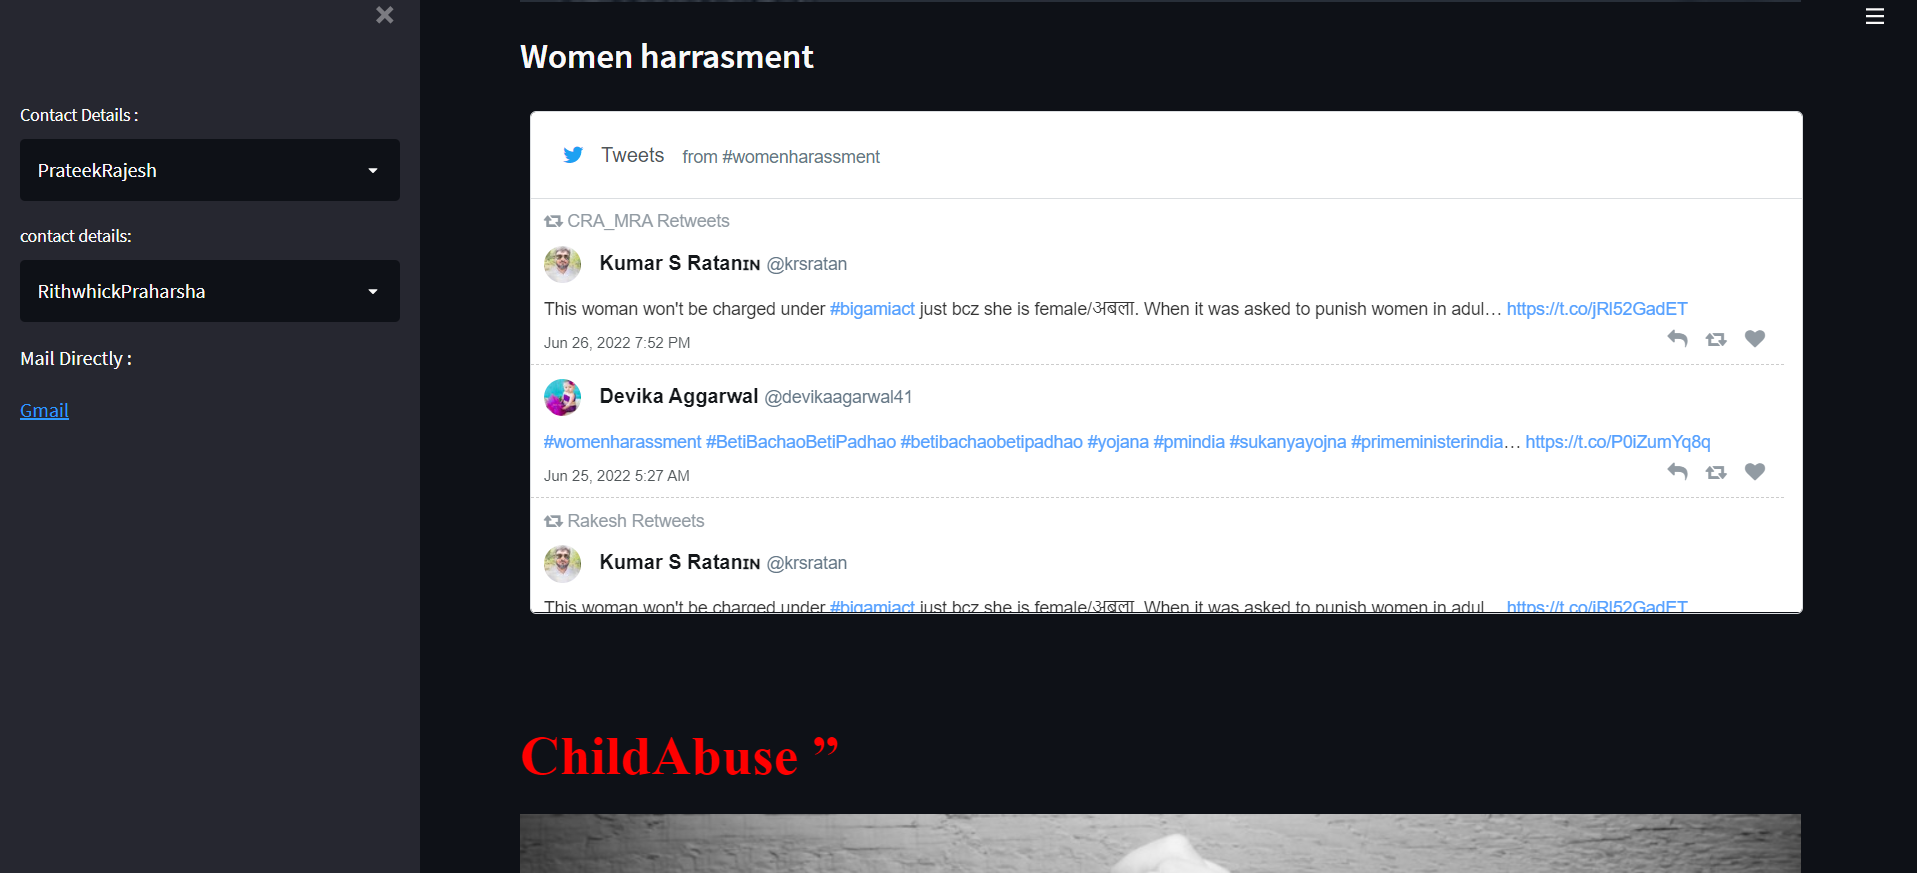 Contact Details :
PrateekRajesh
contact details:
RithwhickPraharsha
Mail Directly :
Gmail
Women harrasment
Tweets from #womenharassment
CRA_MRA Retweets
Kumar S Ratanɪɴ @krsratan
This woman won't be charged under #bigamiact just bcz she is female/अबला. When it was asked to punish women in adul… https://t.co/jRl52GadET
Jun 26, 2022 7:52 PM
Devika Aggarwal @devikaagarwal41
#womenharassment #BetiBachaoBetiPadhao #betibachaobetipadhao #yojana #pmindia #sukanyayojna #primeministerindia… https://t.co/P0iZumYq8q
Jun 25, 2022 5:27 AM
Rakesh Retweets
Kumar S Ratanɪɴ @krsratan
This woman won't be charged under #bigamiact just bcz she is female/अबला. When it was asked to punish women in adul… https://t.co/jRl52GadET
ChildAbuse ”